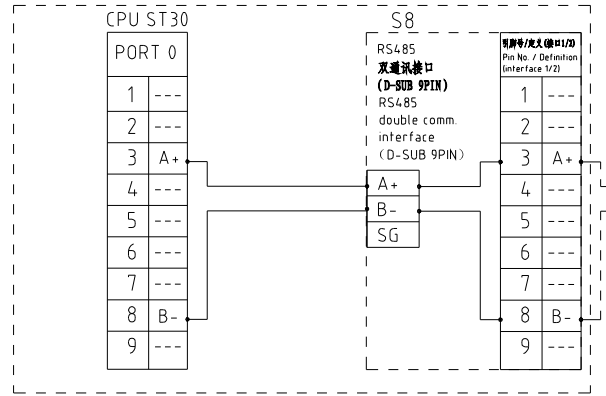 CPU ST30
PORT 0
1 ---
2 ---
3 A+
4 ---
5 ---
6 ---
7 ---
8 B-
9 ---
S8
RS485
双通讯接口
(D-SUB 9PIN)
RS485
double comm.
interface
(D-SUB 9PIN)
A+
B-
SG
引脚号/定义(接口1/2)
Pin No. / Definition
(interface 1/2)
1 ---
2 ---
3 A+
4 ---
5 ---
6 ---
7 ---
8 B-
9 ---